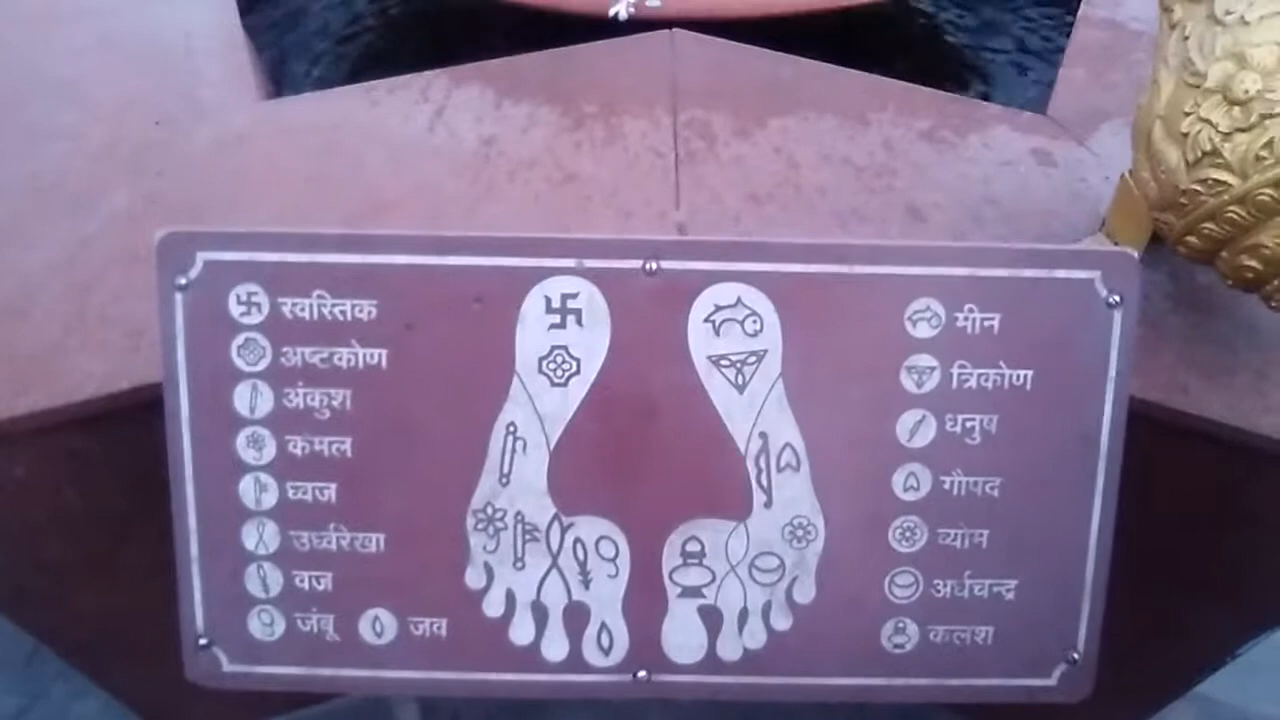 स्वस्तिक
अष्टकोण
अंकुश
कमल
ध्वज
उर्ध्वरेखा
वज्र
जंबू जव
मीन
त्रिकोण
धनुष
गौपद
व्योम
अर्धचन्द्र
कलश